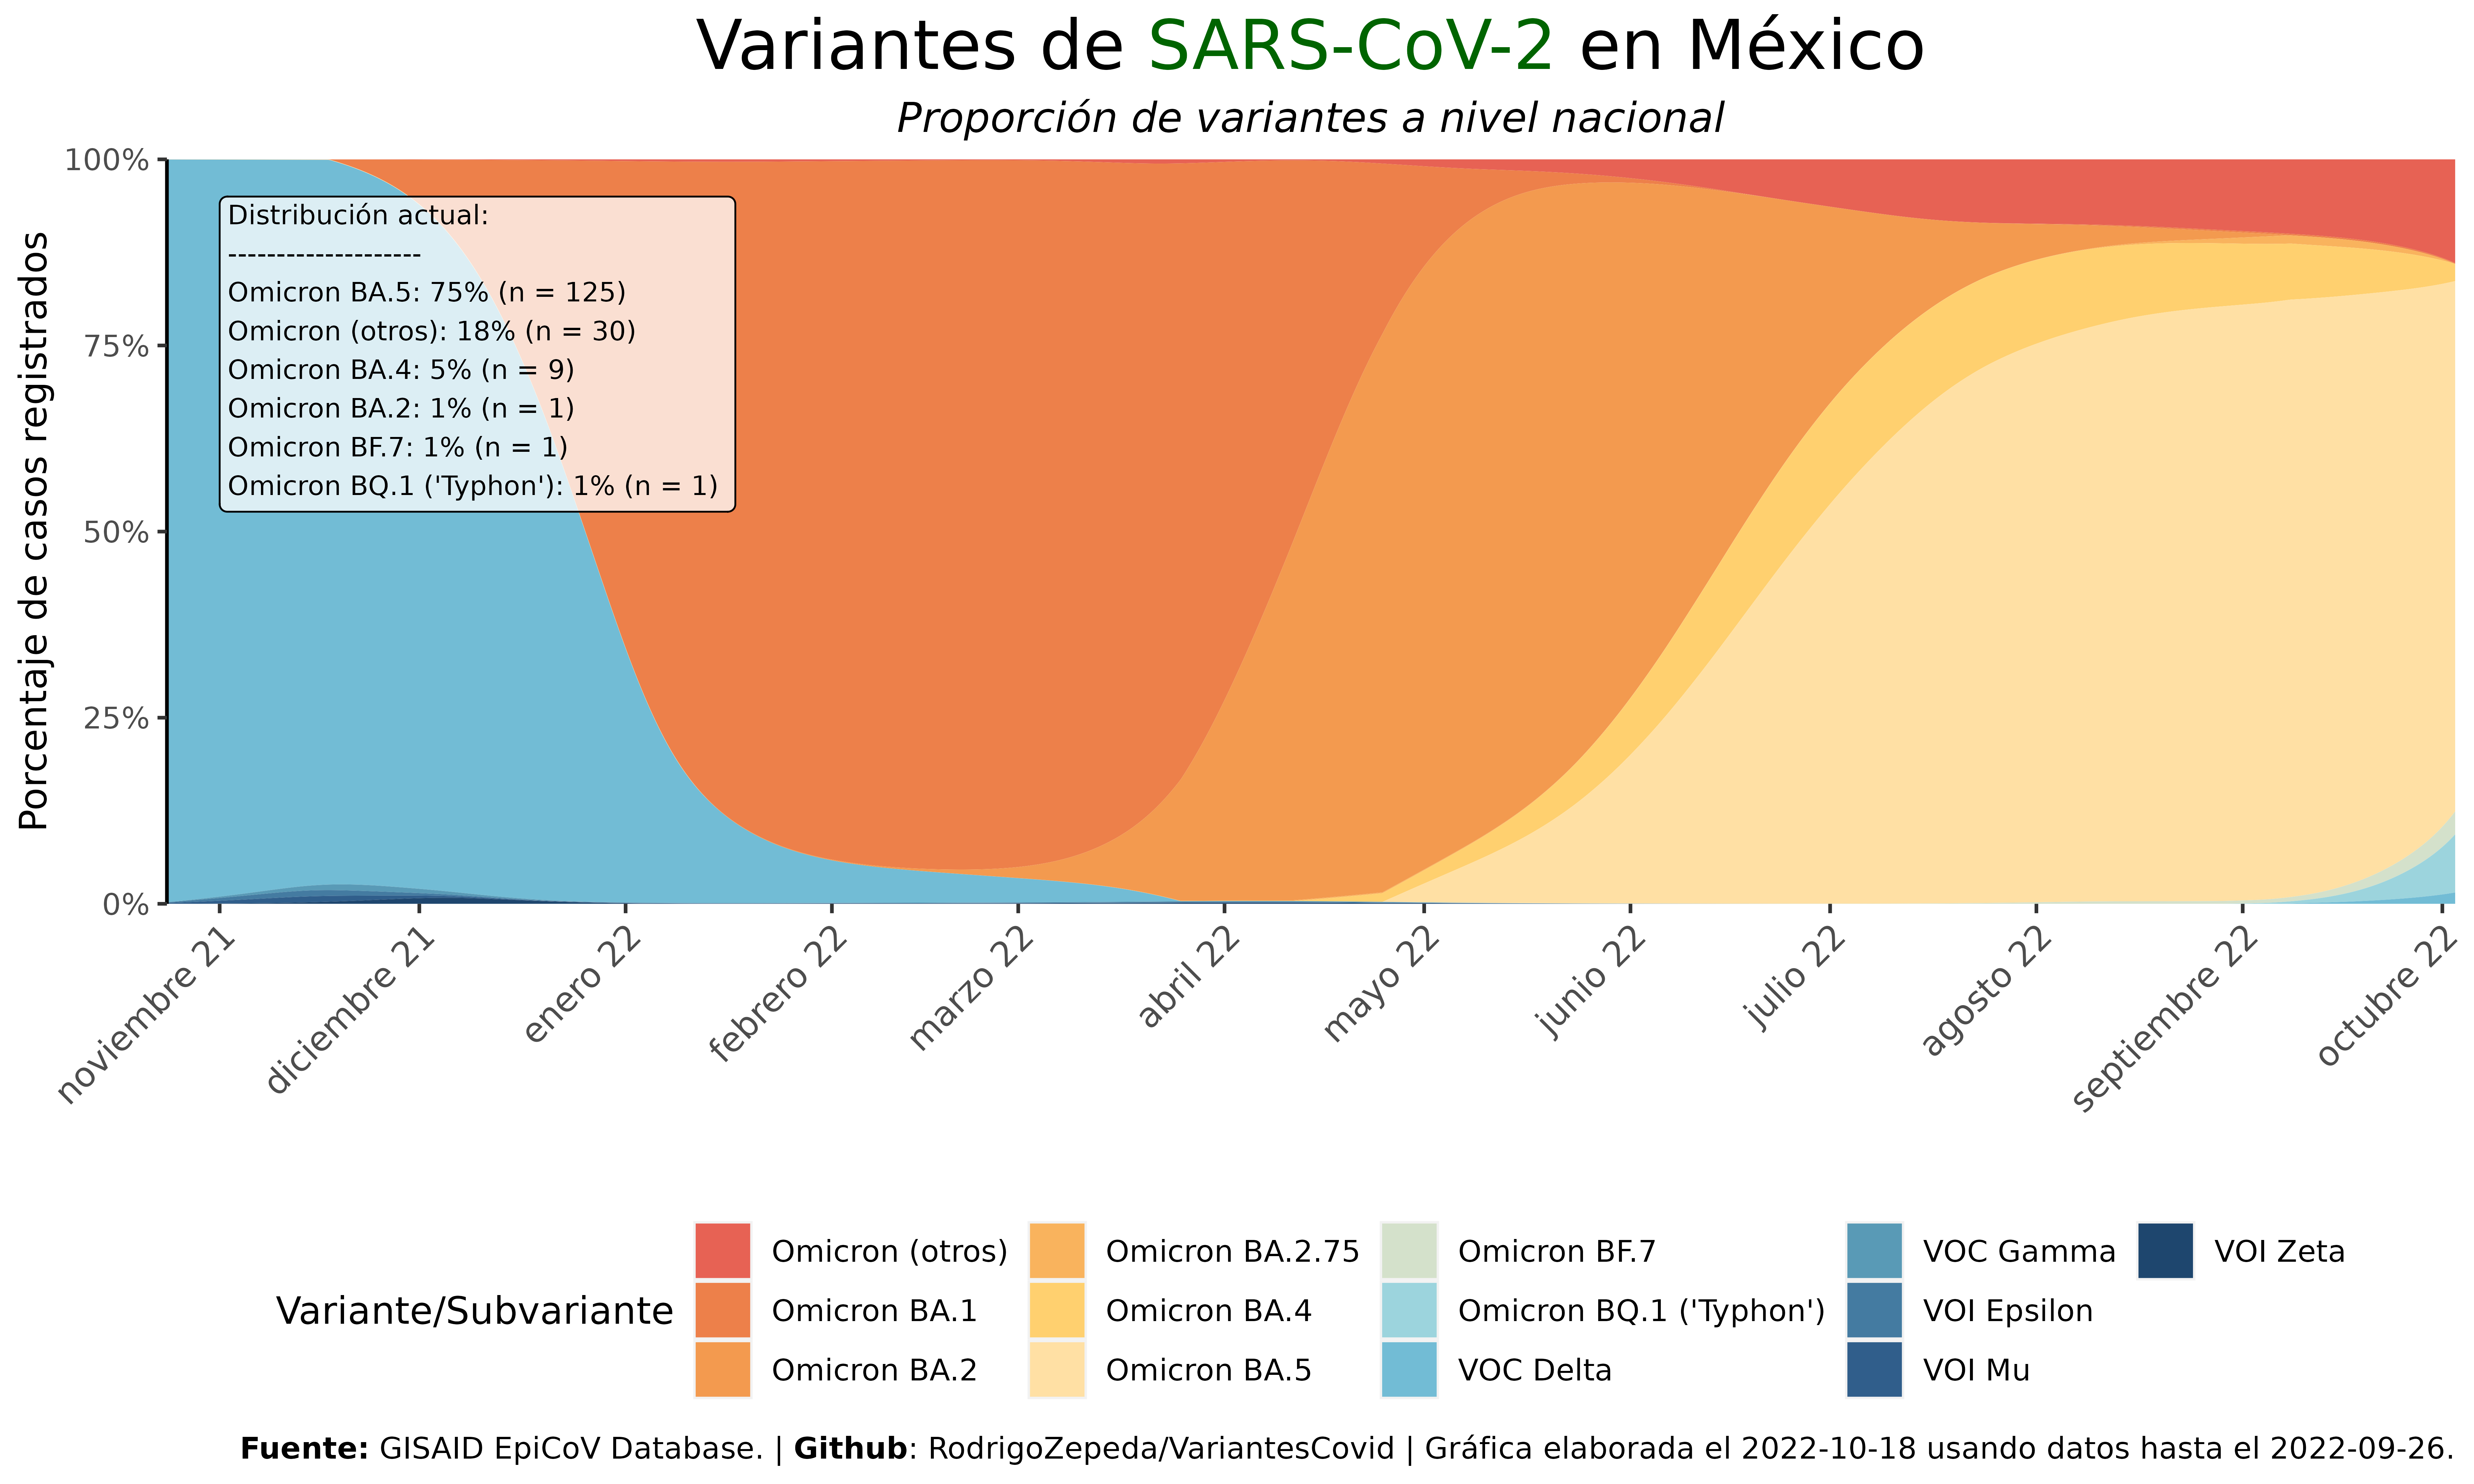 Variantes de SARS-CoV-2 en México
Proporción de variantes a nivel nacional
Porcentaje de casos registrados
100%
75%
50%
25%
0%
Distribución actual:
--------------------
Omicron BA.5: 75% (n = 125)
Omicron (otros): 18% (n = 30)
Omicron BA.4: 5% (n = 9)
Omicron BA.2: 1% (n = 1)
Omicron BF.7: 1% (n = 1)
Omicron BQ.1 ('Typhon'): 1% (n = 1)
noviembre 21
diciembre 21
enero 22
febrero 22
marzo 22
abril 22
mayo 22
junio 22
julio 22
agosto 22
septiembre 22
octubre 22
Variante/Subvariante
Omicron (otros)
Omicron BA.1
Omicron BA.2
Omicron BA.2.75
Omicron BA.4
Omicron BA.5
Omicron BF.7
Omicron BQ.1 ('Typhon')
VOC Delta
VOC Gamma
VOI Epsilon
VOI Mu
VOI Zeta
Fuente: GISAID EpiCoV Database. | Github: RodrigoZepeda/VariantesCovid | Gráfica elaborada el 2022-10-18 usando datos hasta el 2022-09-26.